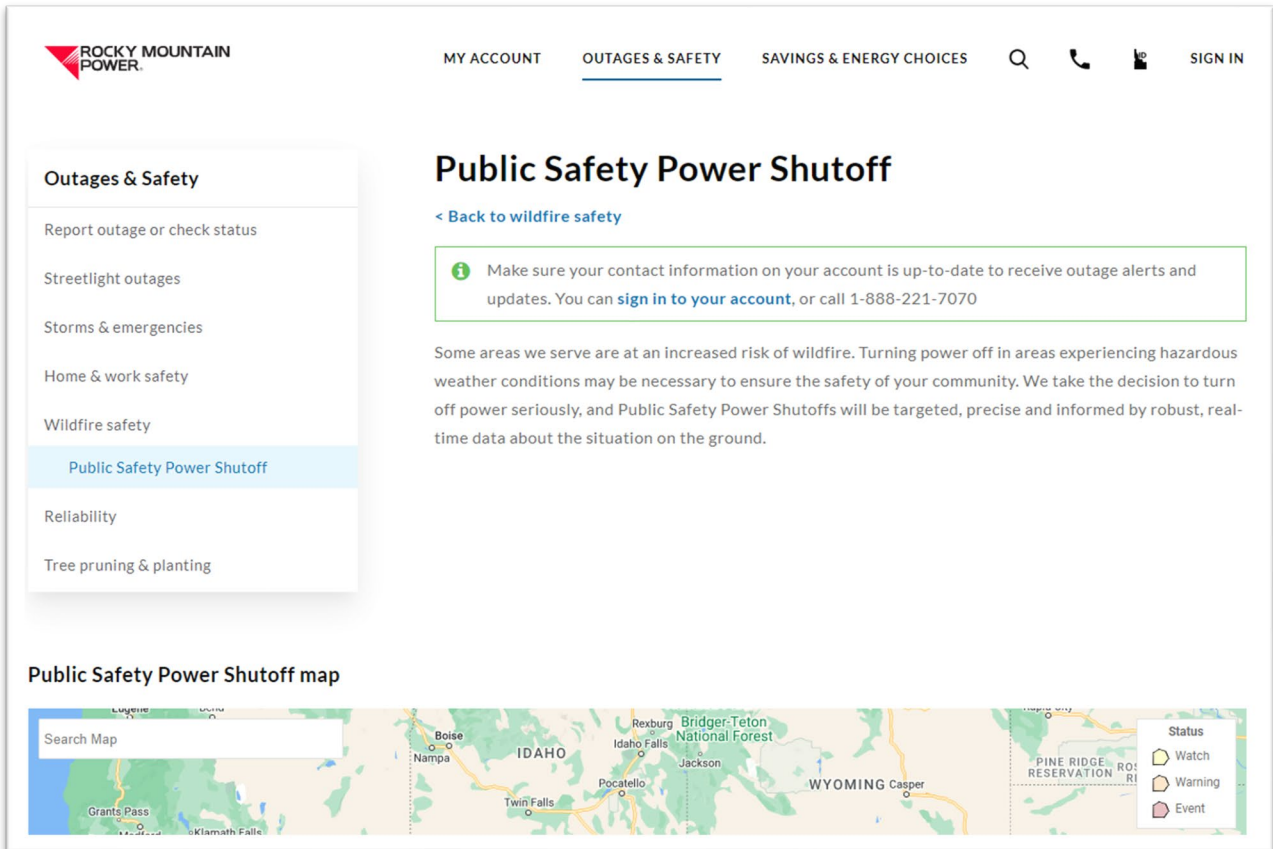 ROCKY MOUNTAIN
POWER.
MY ACCOUNT
OUTAGES & SAFETY
SAVINGS & ENERGY CHOICES
SIGN IN
Outages & Safety
Report outage or check status
Streetlight outages
Storms & emergencies
Home & work safety
Wildfire safety
Public Safety Power Shutoff
Reliability
Tree pruning & planting
Public Safety Power Shutoff
< Back to wildfire safety
Make sure your contact information on your account is up-to-date to receive outage alerts and
updates. You can sign in to your account, or call 1-888-221-7070
Some areas we serve are at an increased risk of wildfire. Turning power off in areas experiencing hazardous
weather conditions may be necessary to ensure the safety of your community. We take the decision to turn
off power seriously, and Public Safety Power Shutoffs will be targeted, precise and informed by robust, real-
time data about the situation on the ground.
Public Safety Power Shutoff map
Search Map
Eugene
Boise
Nampa
IDAHO
Rexburg
Idaho Falls
Bridger-Teton
National Forest
Jackson
Pocatello
Twin Falls
WYOMING
Casper
PINE RIDGE
RESERVATION
Grants Pass
Klamath Falls
Status
Watch
Warning
Event